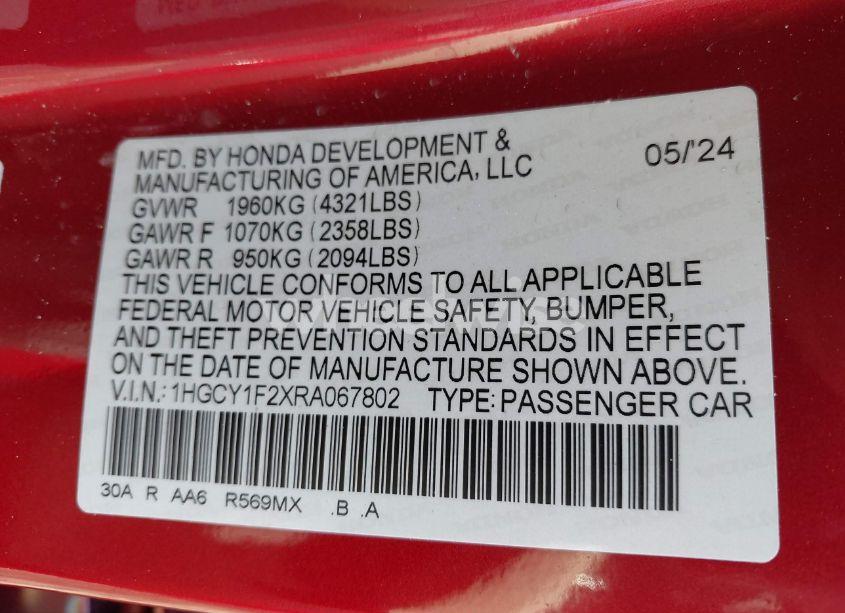 MFD. BY HONDA DEVELOPMENT & 05/'24
MANUFACTURING OF AMERICA, LLC
GVWR 1960KG (4321LBS)
GAWR F 1070KG (2358LBS)
GAWR R 950KG (2094LBS)
THIS VEHICLE CONFORMS TO ALL APPLICABLE
FEDERAL MOTOR VEHICLE SAFETY, BUMPER,
AND THEFT PREVENTION STANDARDS IN EFFECT
ON THE DATE OF MANUFACTURE SHOWN ABOVE.
V.I.N.: 1HGCY1F2XRA067802 TYPE: PASSENGER CAR
30A R AA6 R569MX .B .A